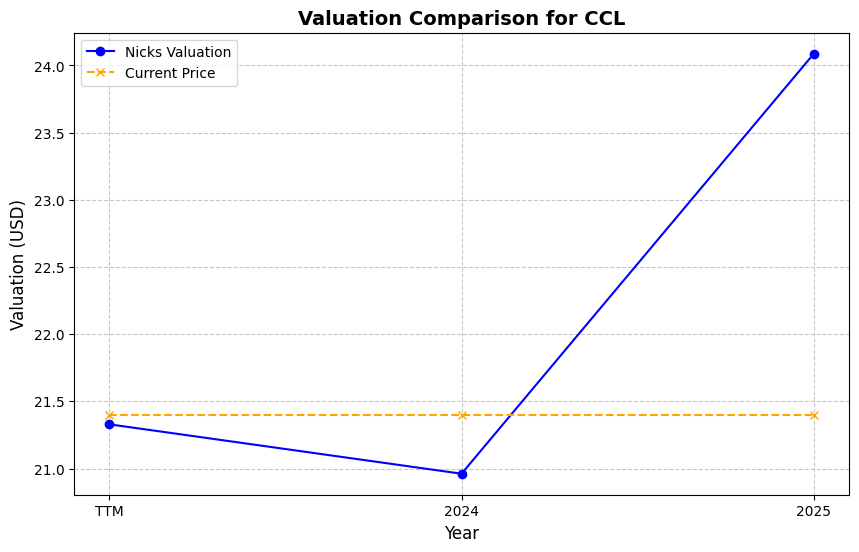 Valuation Comparison for CCL
Nicks Valuation
Current Price
Valuation (USD)
24.0
23.5
23.0
22.5
22.0
21.5
21.0
TTM 2024 2025
Year